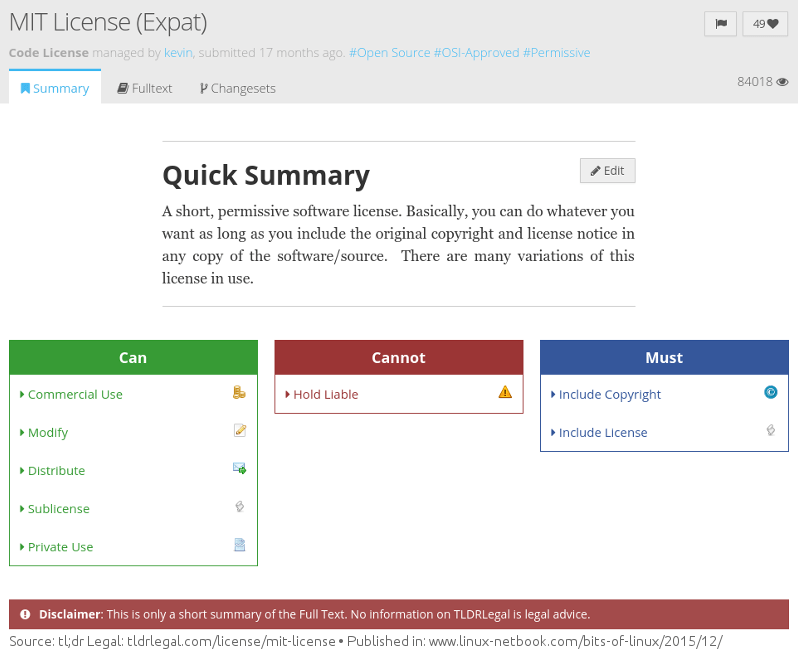 MIT License (Expat)
49
Code License managed by kevin, submitted 17 months ago. #Open Source #OSI-Approved #Permissive
Summary Fulltext Changesets
84018
Quick Summary
Edit
A short, permissive software license. Basically, you can do whatever you
want as long as you include the original copyright and license notice in
any copy of the software/source. There are many variations of this
license in use.
Can
Commercial Use
Modify
Distribute
Sublicense
Private Use
Cannot
Hold Liable
Must
Include Copyright
Include License
Disclaimer: This is only a short summary of the Full Text. No information on TLDRLegal is legal advice.
Source: tl;dr Legal: tldrlegal.com/license/mit-license • Published in: www.linux-netbook.com/bits-of-linux/2015/12/